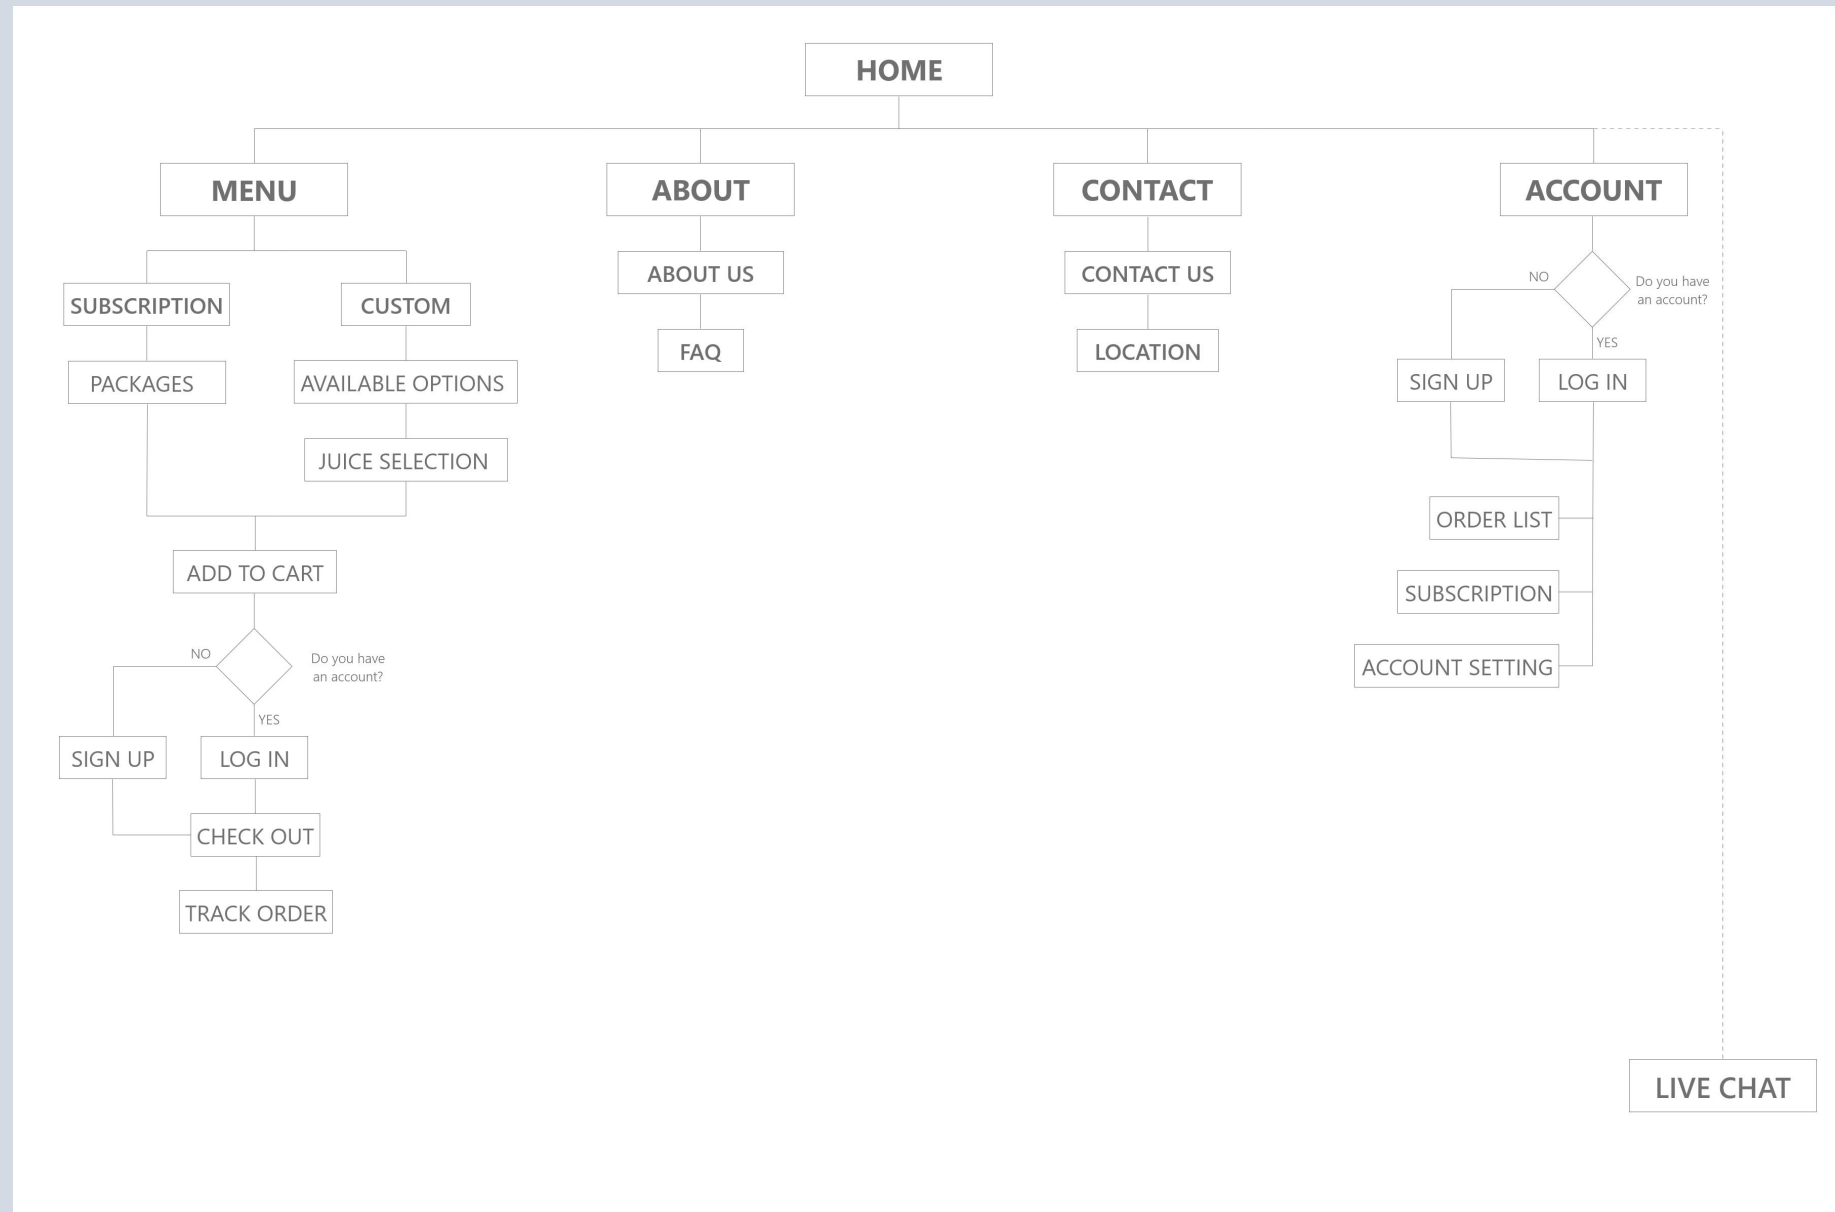 HOME
MENU
ABOUT
CONTACT
ACCOUNT
SUBSCRIPTION
CUSTOM
PACKAGES
AVAILABLE OPTIONS
JUICE SELECTION
ADD TO CART
NO
Do you have
an account?
YES
SIGN UP
LOG IN
CHECK OUT
TRACK ORDER
ABOUT US
FAQ
CONTACT US
LOCATION
NO
Do you have
an account?
YES
SIGN UP
LOG IN
ORDER LIST
SUBSCRIPTION
ACCOUNT SETTING
LIVE CHAT